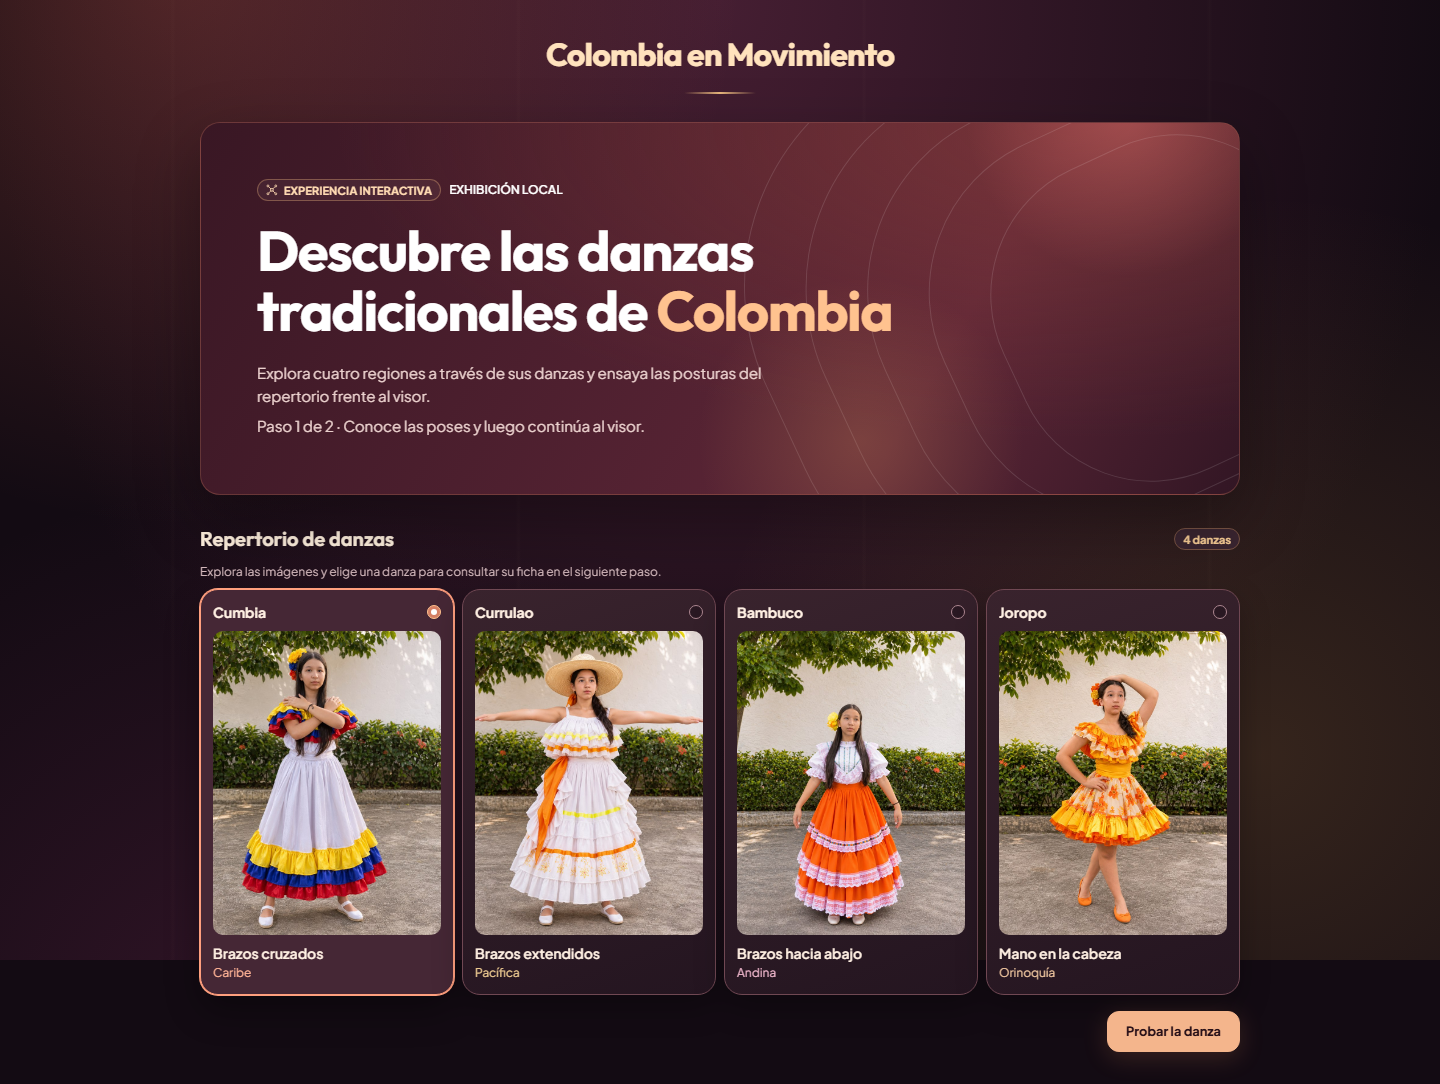 Colombia en Movimiento
EXPERIENCIA INTERACTIVA EXHIBICIÓN LOCAL
Descubre las danzas
tradicionales de Colombia
Explora cuatro regiones a través de sus danzas y ensaya las posturas del
repertorio frente al visor.
Paso 1 de 2 · Conoce las poses y luego continúa al visor.
Repertorio de danzas
4 danzas
Explora las imágenes y elige una danza para consultar su ficha en el siguiente paso.
Cumbia
Currulao
Bambuco
Joropo
Brazos cruzados
Caribe
Brazos extendidos
Pacífica
Brazos hacia abajo
Andina
Mano en la cabeza
Orinoquía
Probar la danza